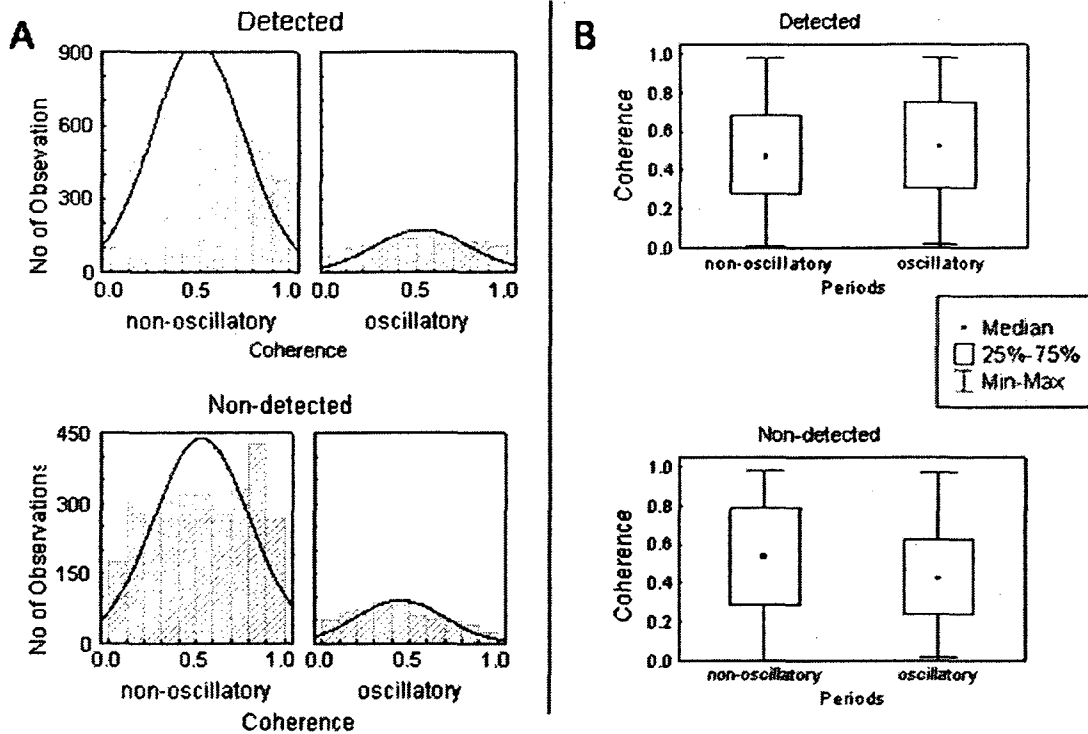 A
Detected
No of Obsevation
900
600
300
0
0.0 0.5 1.0 0.0 0.5 1.0
non-oscillatory oscillatory
Coherence
Non-detected
No of Observations
450
300
150
0
0.0 0.5 1.0 0.0 0.5 1.0
non-oscillatory oscillatory
Coherence
B
Detected
Coherence
1.0
0.8
0.6
0.4
0.2
0.0
non-oscillatory oscillatory
Periods
Median
25%-75%
Min-Max
Non-detected
Coherence
1.0
0.8
0.6
0.4
0.2
0.0
non-oscillatory oscillatory
Periods